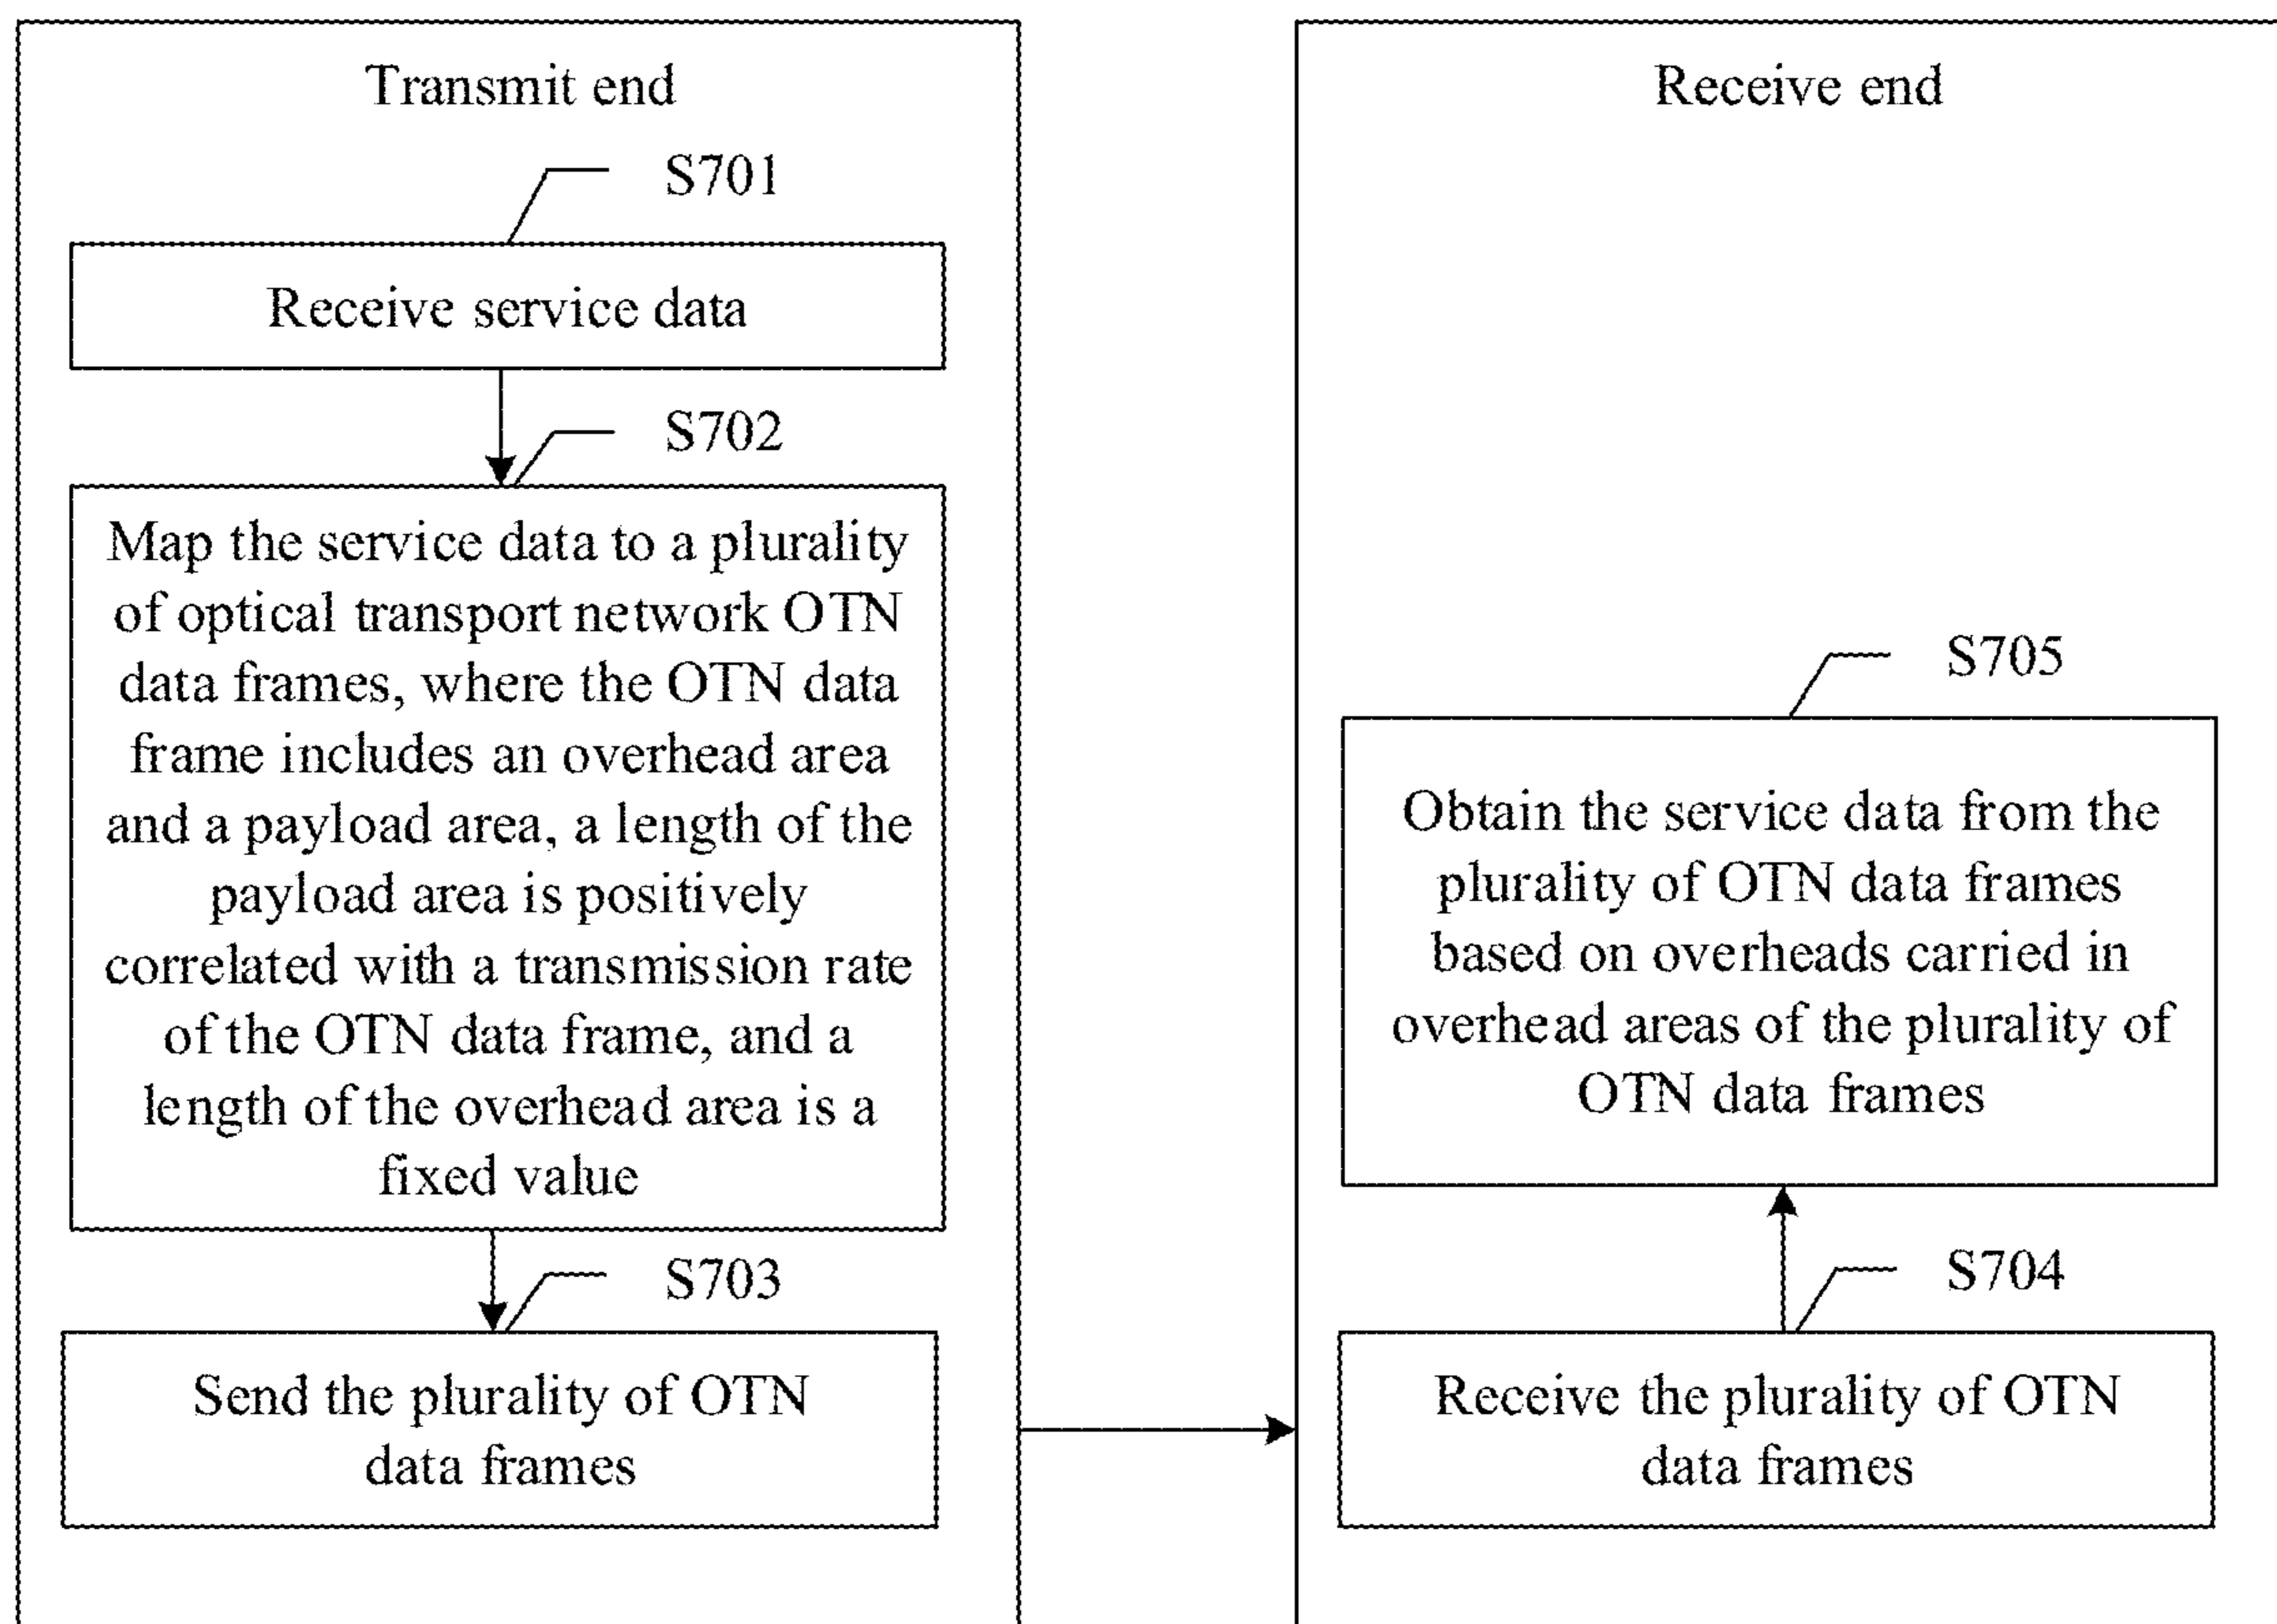 Transmit end
S701
Receive service data
S702
Map the service data to a plurality
of optical transport network OTN
data frames, where the OTN data
frame includes an overhead area
and a payload area, a length of the
payload area is positively
correlated with a transmission rate
of the OTN data frame, and a
length of the overhead area is a
fixed value
S703
Send the plurality of OTN
data frames
Receive end
S705
Obtain the service data from the
plurality of OTN data frames
based on overheads carried in
overhead areas of the plurality of
OTN data frames
S704
Receive the plurality of OTN
data frames